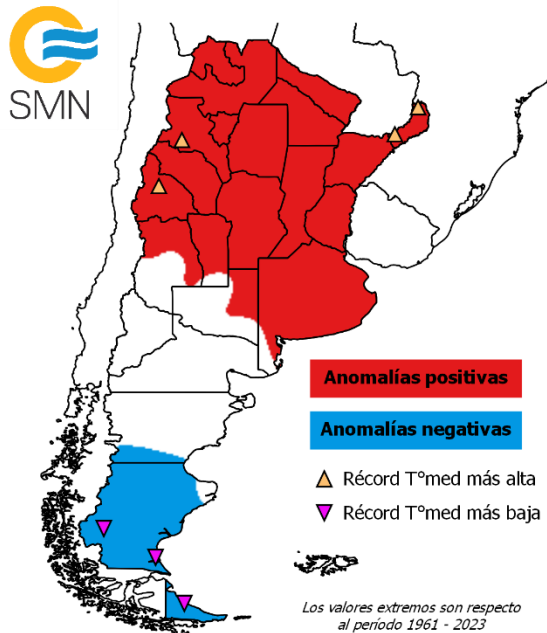 SMN
Anomalías positivas
Anomalías negativas
Récord T°med más alta
Récord T°med más baja
Los valores extremos son respecto
al período 1961 - 2023